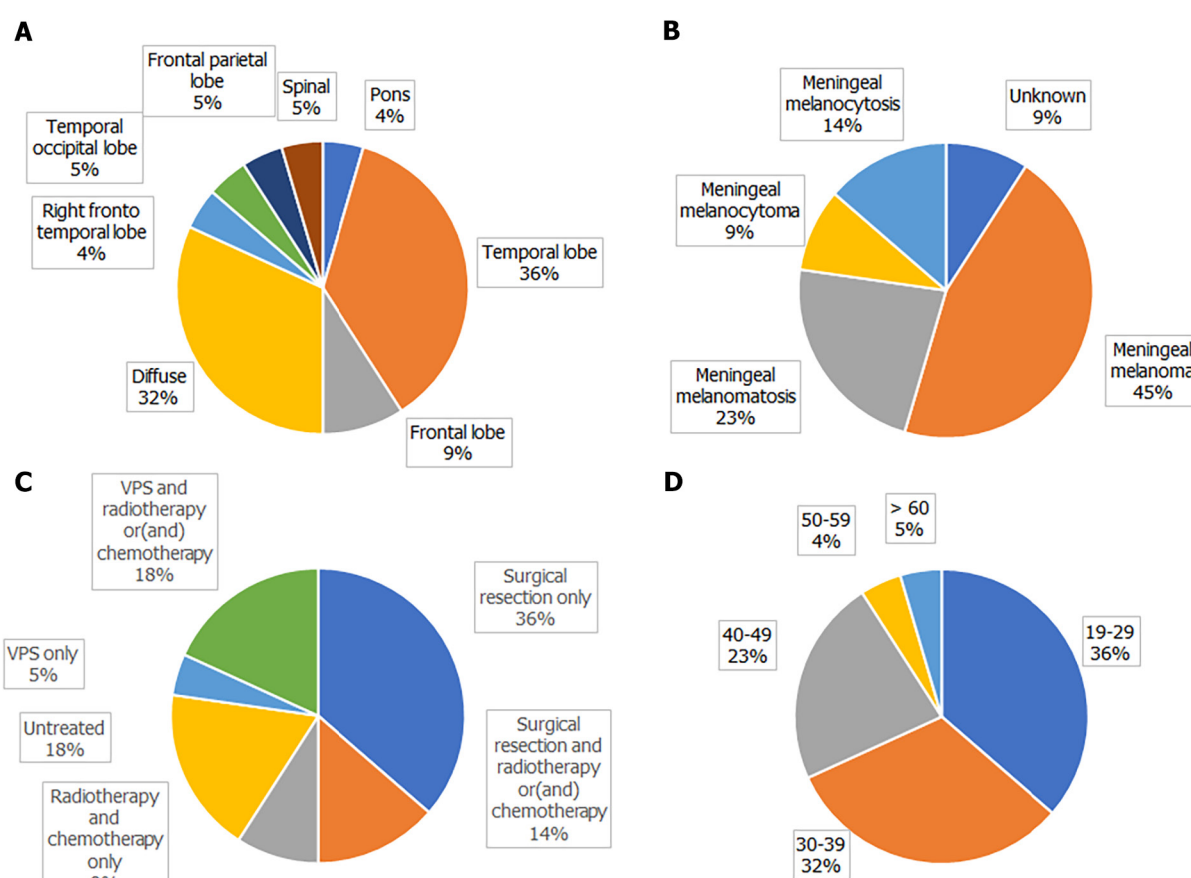 A
Frontal parietal
lobe
5%
Spinal
5%
Pons
4%
Temporal
occipital lobe
5%
Right fronto
temporal lobe
4%
Temporal lobe
36%
Diffuse
32%
Frontal lobe
9%
B
Meningeal
melanocytosis
14%
Unknown
9%
Meningeal
melanocytoma
9%
Meningeal
melanomatosis
23%
Meningeal
melanoma
45%
C
VPS and
radiotherapy
or(and)
chemotherapy
18%
Surgical
resection only
36%
VPS only
5%
Untreated
18%
Surgical
resection and
radiotherapy
or(and)
chemotherapy
14%
Radiotherapy
and
chemotherapy
only
D
50-59
4%
> 60
5%
40-49
23%
19-29
36%
30-39
32%